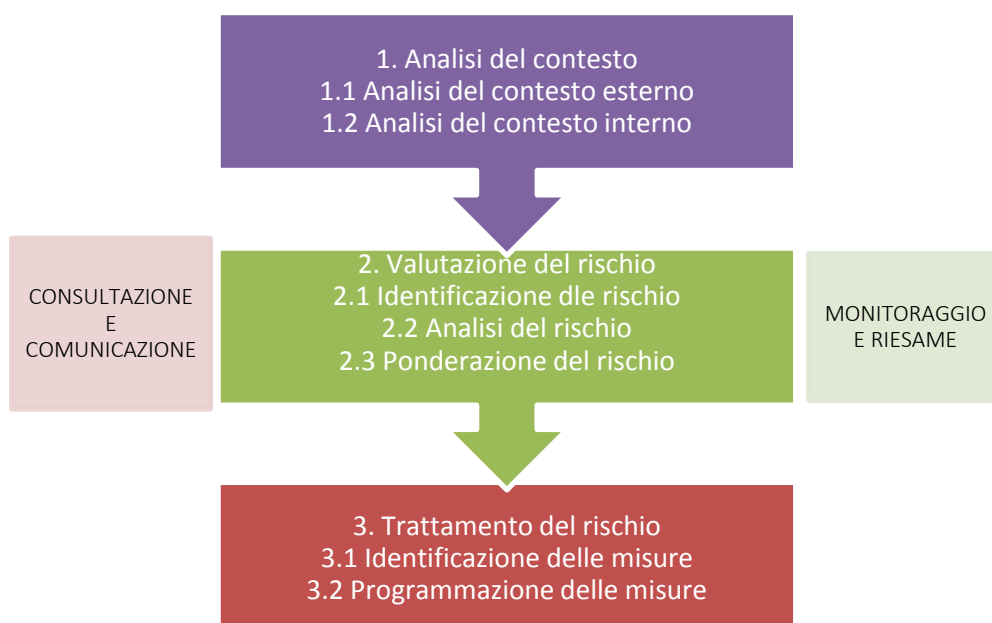 1. Analisi del contesto
1.1 Analisi del contesto esterno
1.2 Analisi del contesto interno
CONSULTAZIONE
E
COMUNICAZIONE
2. Valutazione del rischio
2.1 Identificazione dle rischio
2.2 Analisi del rischio
2.3 Ponderazione del rischio
MONITORAGGIO
E RIESAME
3. Trattamento del rischio
3.1 Identificazione delle misure
3.2 Programmazione delle misure